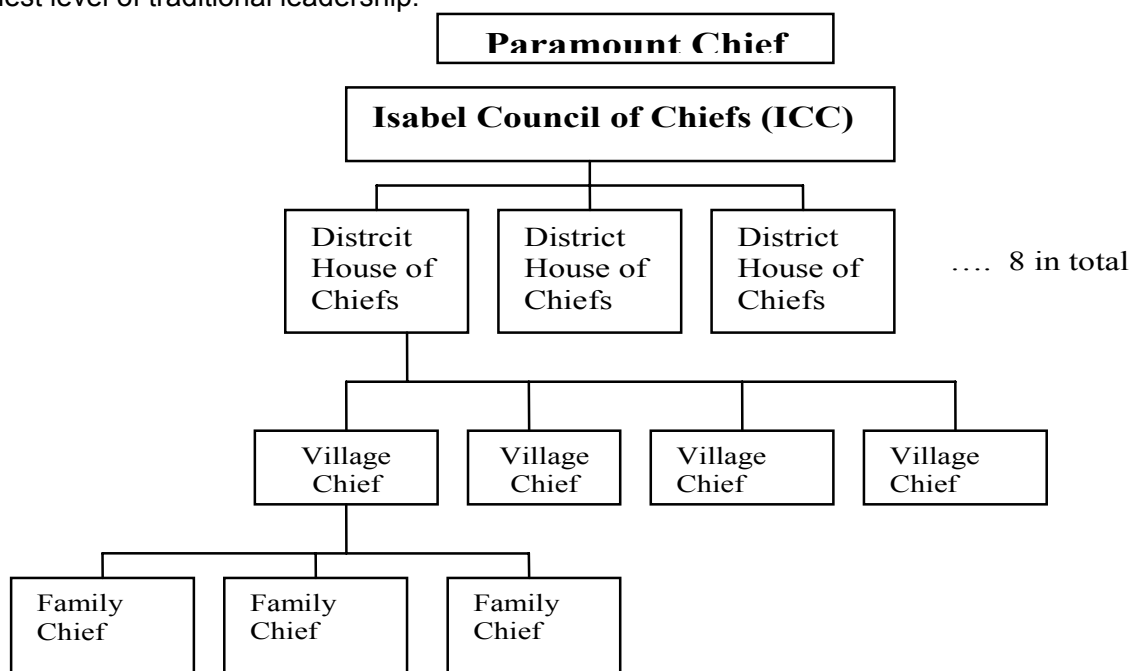 level of traditional leadership.
Paramount Chief
Isabel Council of Chiefs (ICC)
Distrcit
House of
Chiefs
District
House of
Chiefs
District
House of
Chiefs
…. 8 in total
Village
Chief
Village
Chief
Village
Chief
Village
Chief
Family
Chief
Family
Chief
Family
Chief